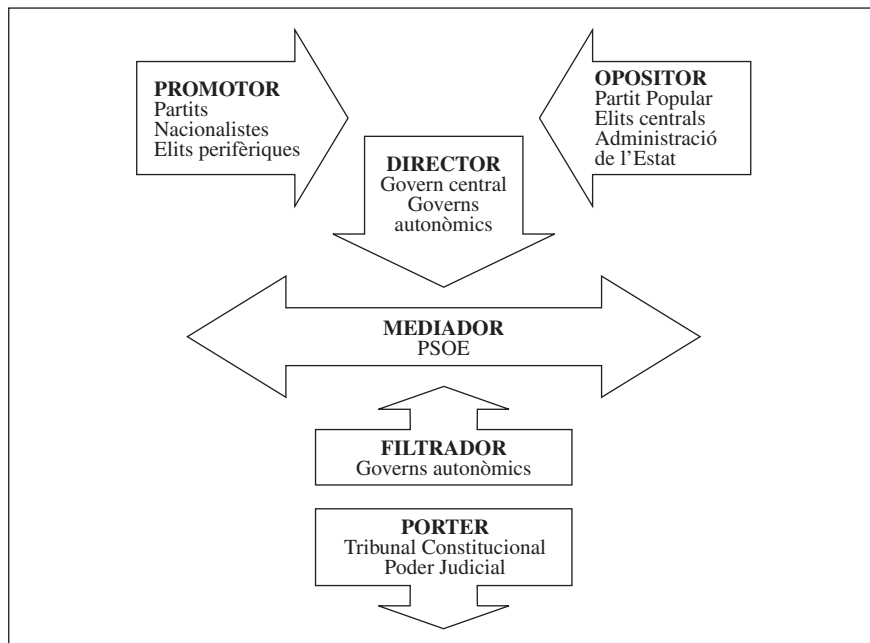 PROMOTOR
Partits
Nacionalistes
Elits perifèriques
OPOSITOR
Partit Popular
Elits centrals
Administració
de l’Estat
DIRECTOR
Govern central
Governs
autonòmics
MEDIADOR
PSOE
FILTRADOR
Governs autonòmics
PORTER
Tribunal Constitucional
Poder Judicial